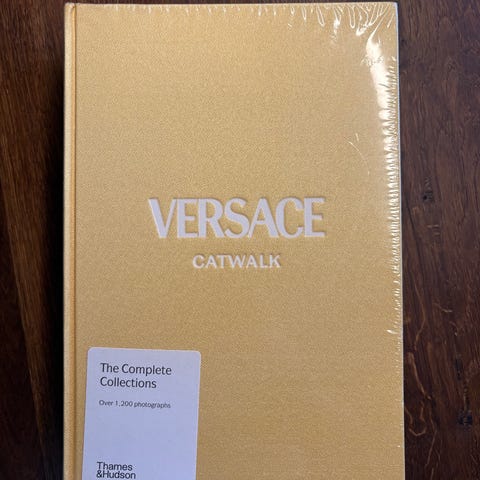 VERSACE
CATWALK
The Complete
Collections
Over 1,200 photographs
Thames
&Hudson